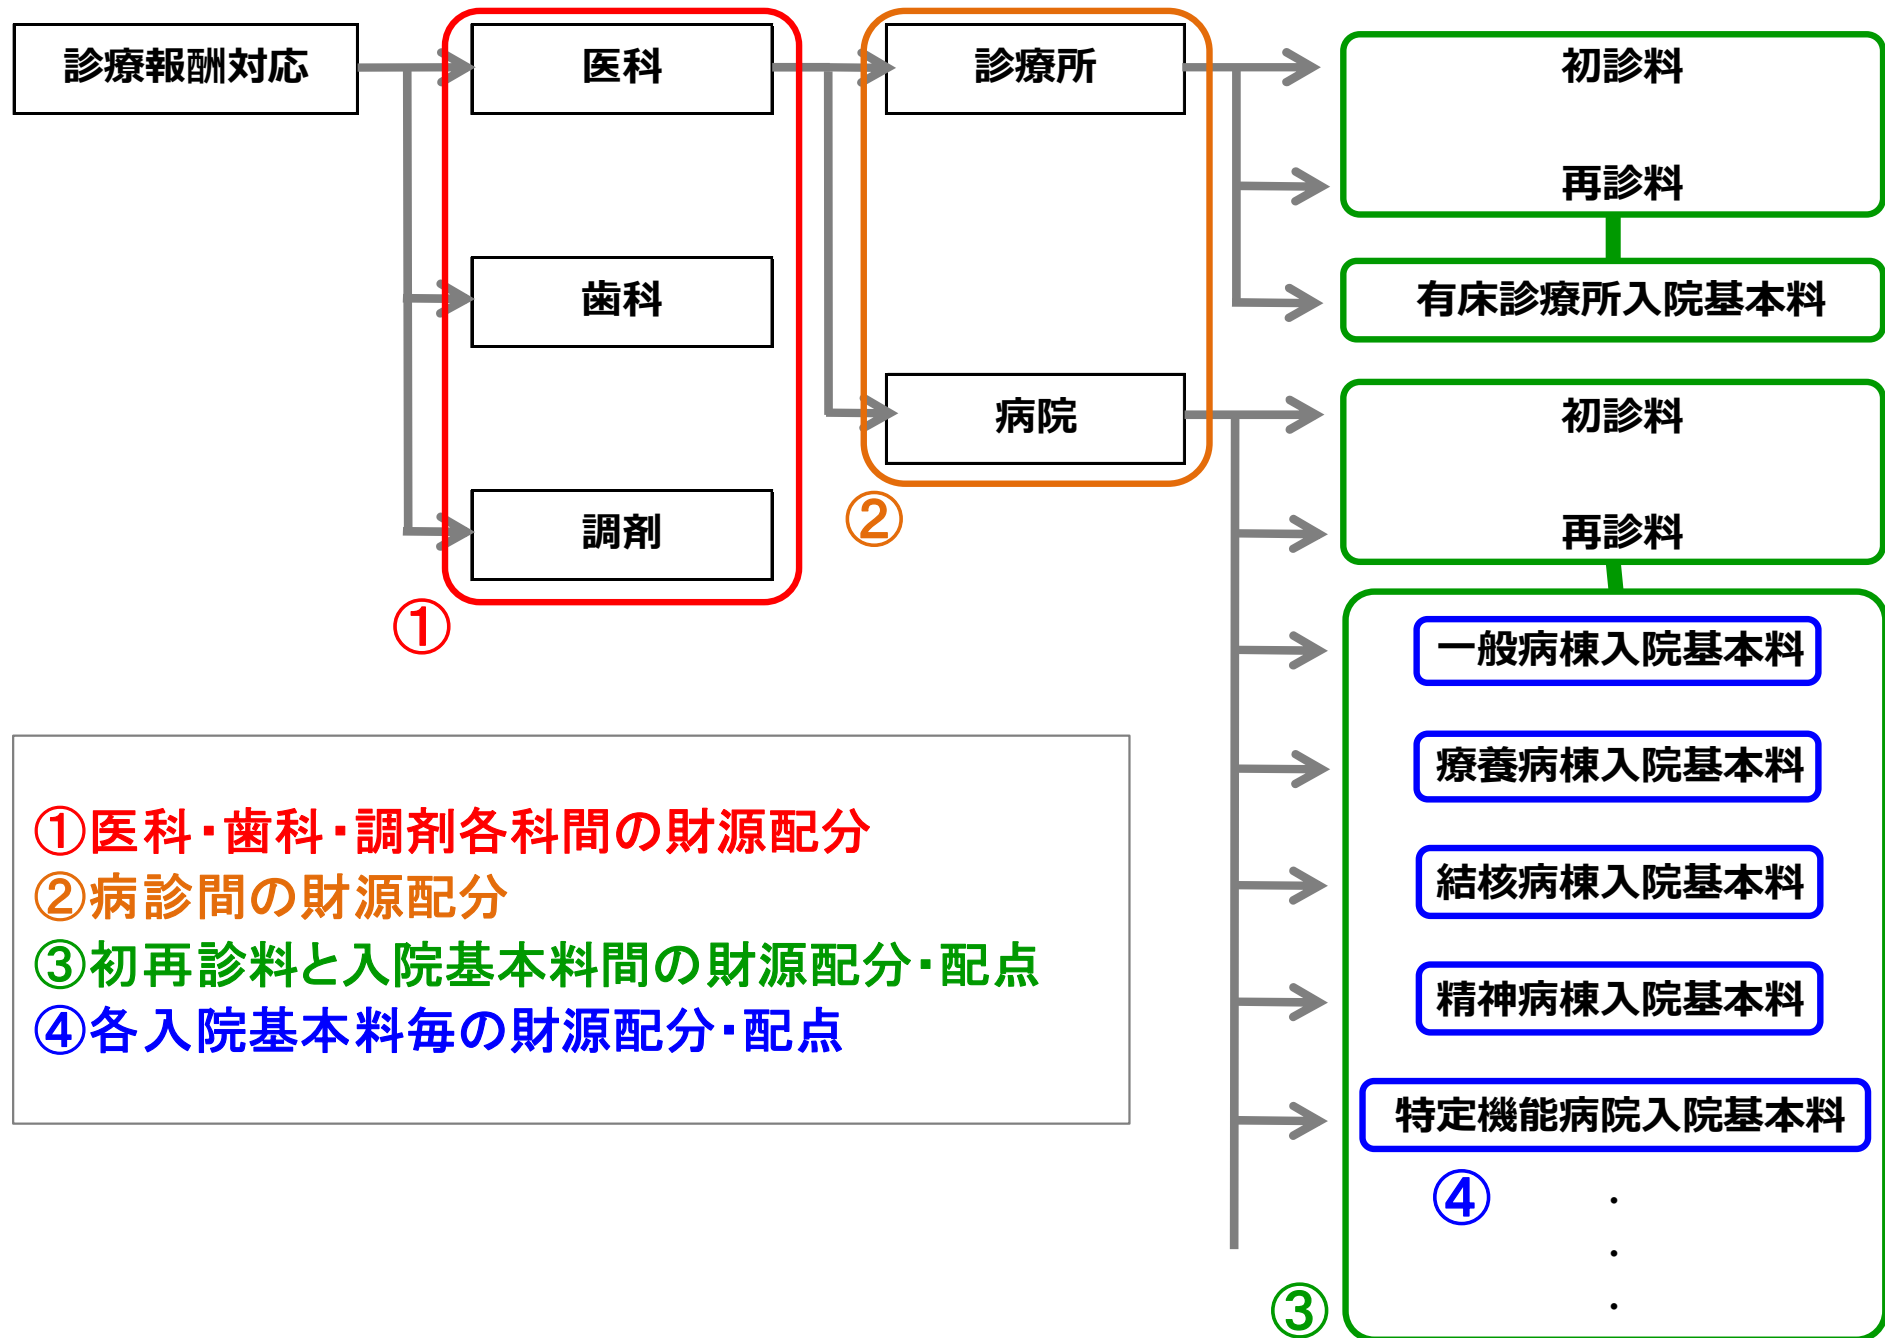 診療報酬対応
医科
歯科
調剤
①
診療所
病院
②
初診料
再診料
有床診療所入院基本料
初診料
再診料
一般病棟入院基本料
療養病棟入院基本料
結核病棟入院基本料
精神病棟入院基本料
特定機能病院入院基本料
④
・
・
・
③
①医科・歯科・調剤各科間の財源配分
②病診間の財源配分
③初再診料と入院基本料間の財源配分・配点
④各入院基本料毎の財源配分・配点